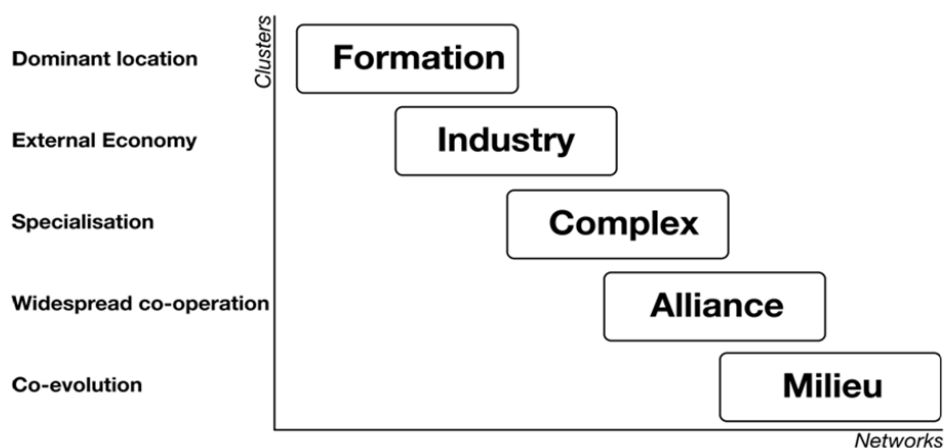 Clusters
Dominant location
Formation
External Economy
Industry
Specialisation
Complex
Widespread co-operation
Alliance
Co-evolution
Milieu
Networks